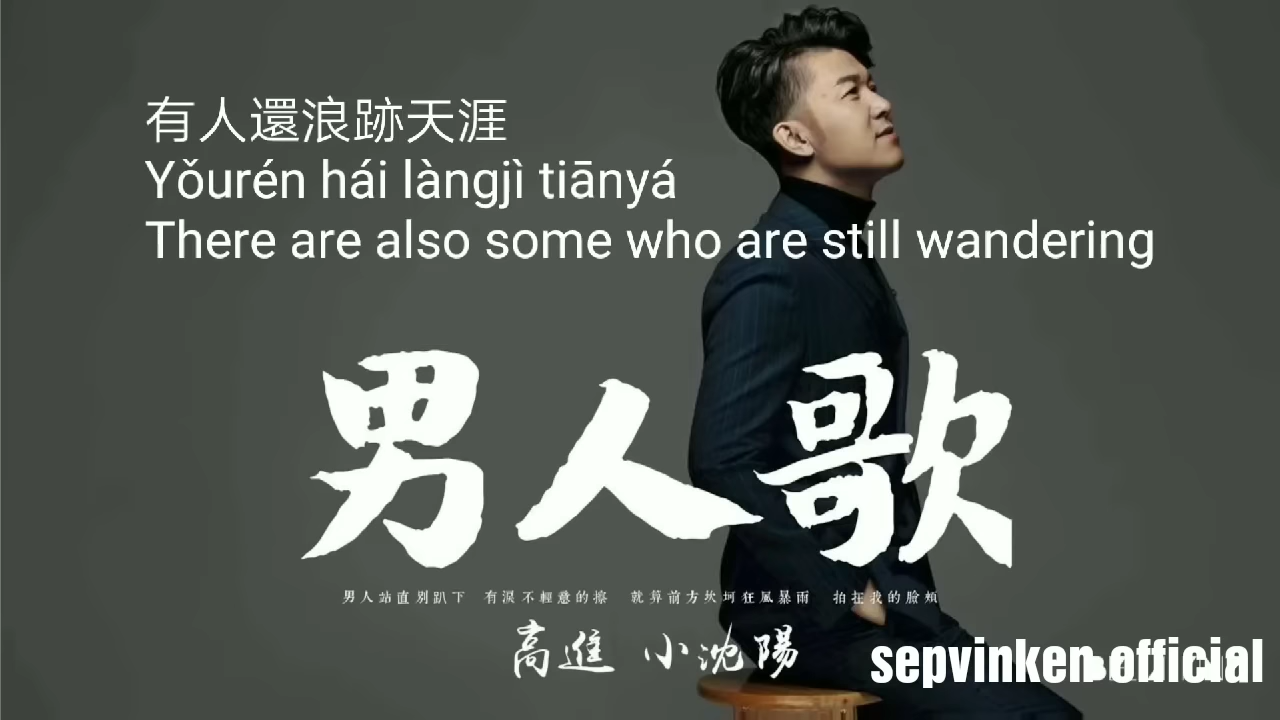 有人還浪跡天涯
Yǒurén hái làngjì tiānyá
There are also some who are still wandering
男人歌
男人站直別趴下 有淚不輕意的擦 就算前方坎坷狂風暴雨 拍在我的臉頰
高進 小沈陽
sepvinken official